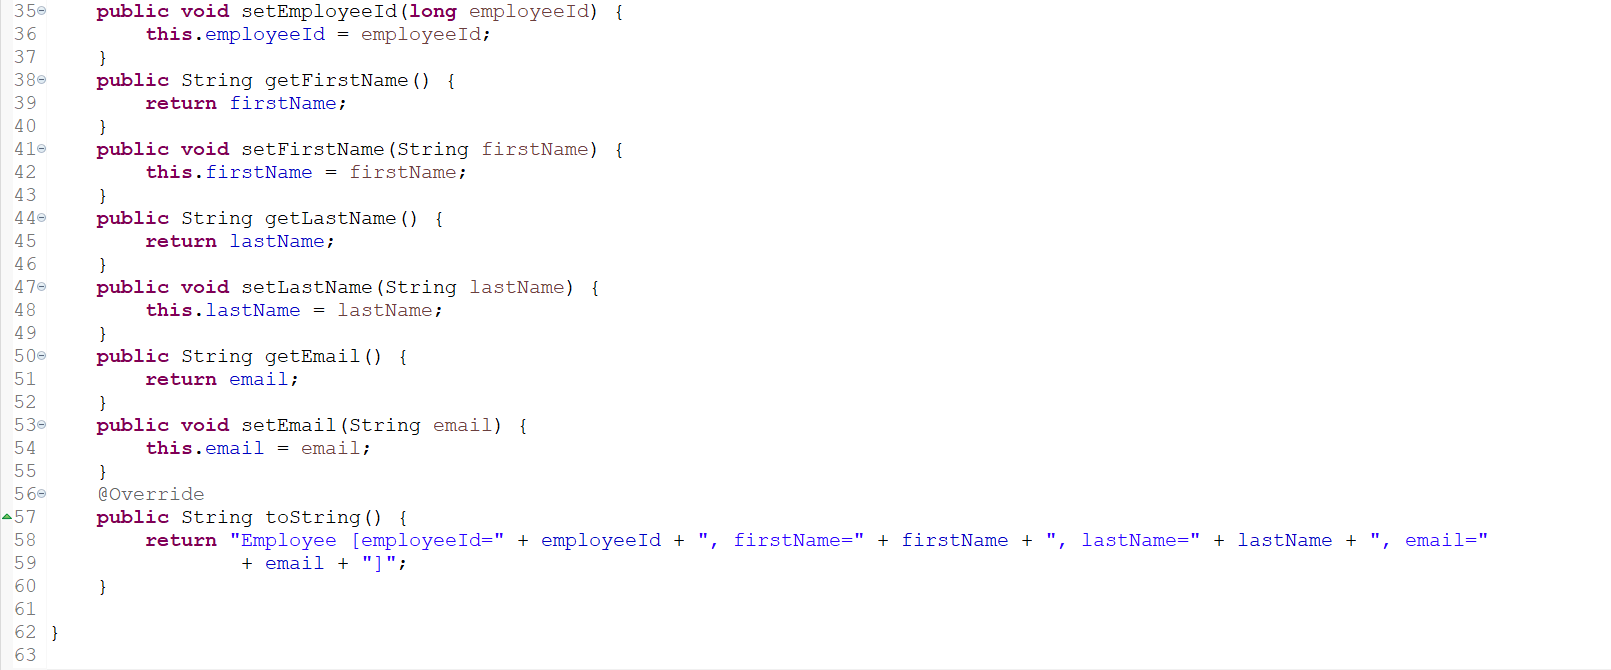 35 public void setEmployeeId(long employeeId) {
36 this.employeeId = employeeId;
37 }
38 public String getFirstName() {
39 return firstName;
40 }
41 public void setFirstName(String firstName) {
42 this.firstName = firstName;
43 }
44 public String getLastName() {
45 return lastName;
46 }
47 public void setLastName(String lastName) {
48 this.lastName = lastName;
49 }
50 public String getEmail() {
51 return email;
52 }
53 public void setEmail(String email) {
54 this.email = email;
55 }
56 @Override
57 public String toString() {
58 return "Employee [employeeId=" + employeeId + ", firstName=" + firstName + ", lastName=" + lastName + ", email="
59 + email + "]";
60 }
61
62 }
63